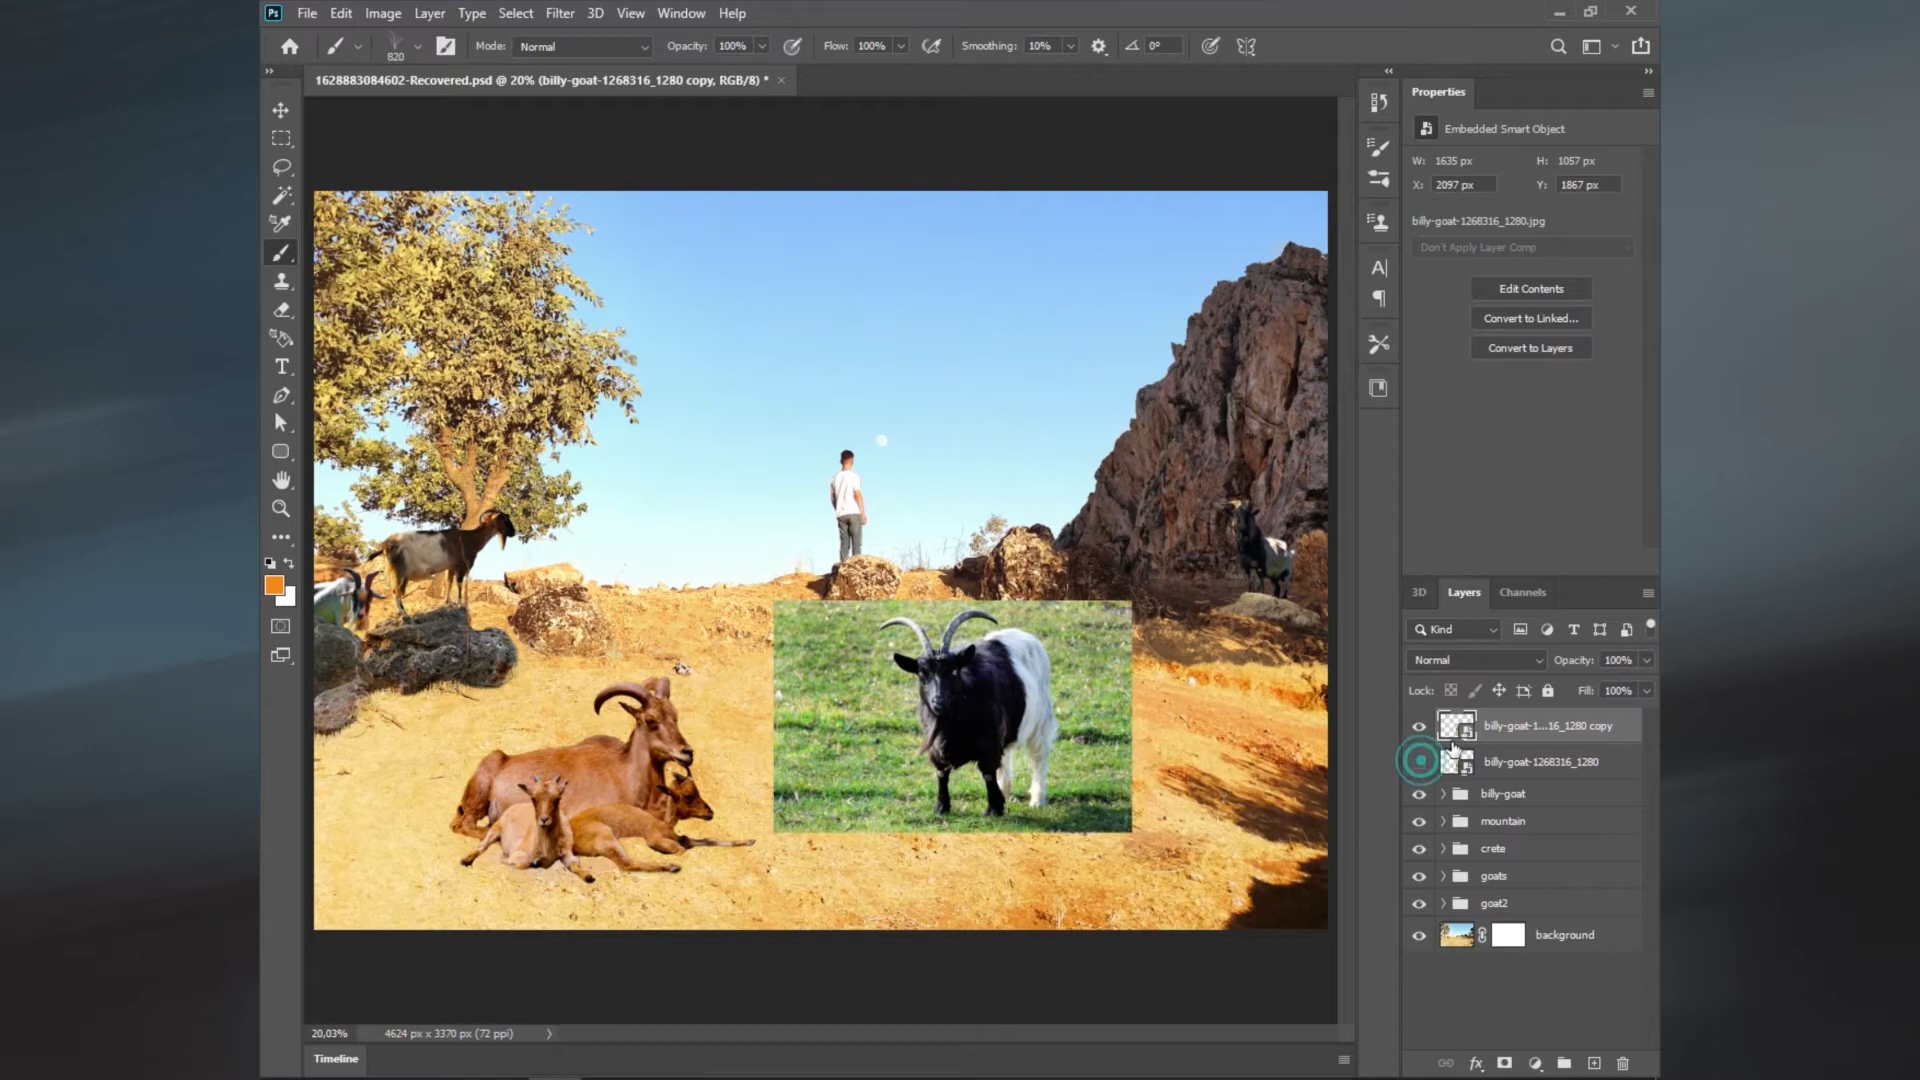 Ps File Edit Image Layer Type Select Filter 3D View Window Help
820 Mode: Normal Opacity: 100% Flow: 100% Smoothing: 10% 0°
1628883084602-Recovered.psd @ 20% (billy-goat-1268316_1280 copy, RGB/8) *
Properties
Embedded Smart Object
W: 1635 px H: 1057 px
X: 2097 px Y: 1867 px
billy-goat-1268316_1280.jpg
Don't Apply Layer Comp
Edit Contents
Convert to Linked...
Convert to Layers
3D Layers Channels
Kind
Normal Opacity: 100%
Lock: Fill: 100%
billy-goat-1...16_1280 copy
billy-goat-1268316_1280
billy-goat
mountain
crete
goats
goat2
background
20,03% 4624 px x 3370 px (72 ppi)
Timeline
fx